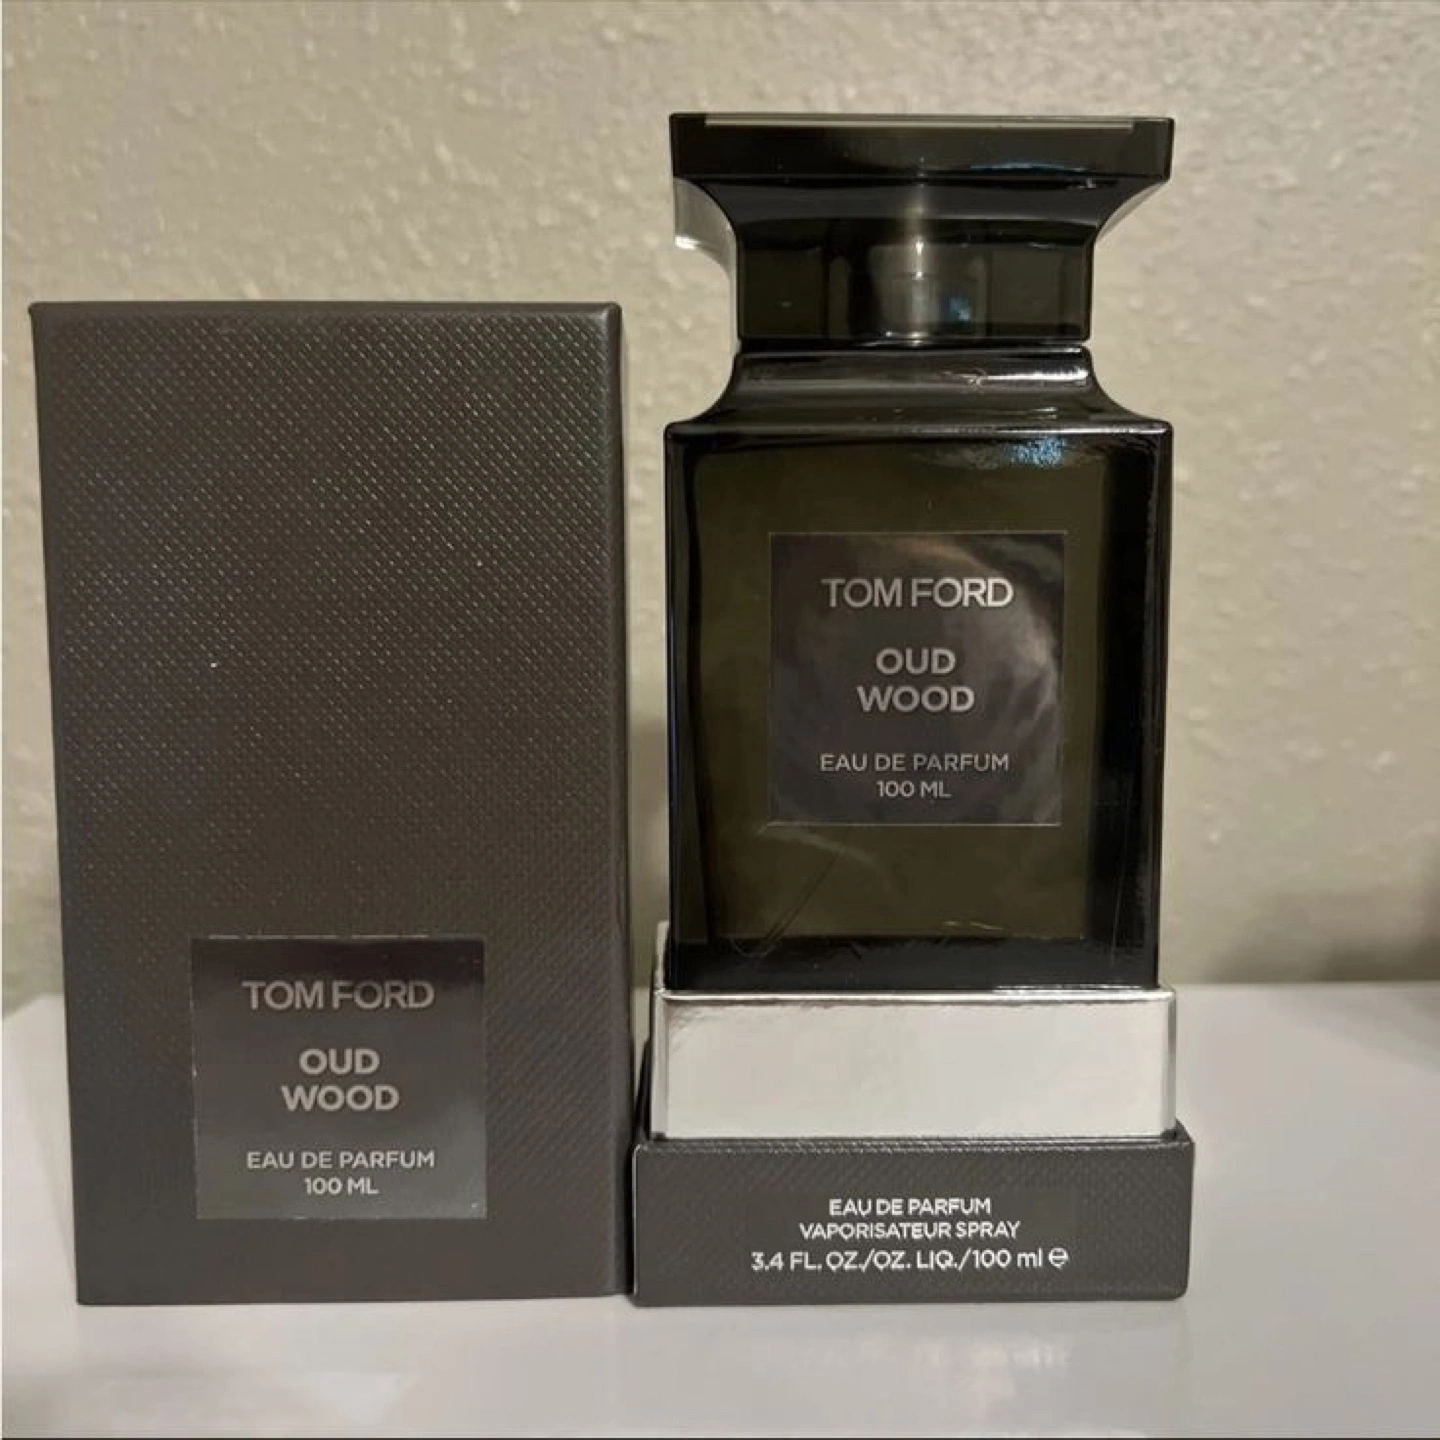 TOM FORD
OUD
WOOD
EAU DE PARFUM
100 ML
TOM FORD
OUD
WOOD
EAU DE PARFUM
100 ML
EAU DE PARFUM
VAPORISATEUR SPRAY
3.4 FL. OZ./OZ. LIQ./100 ml ℮